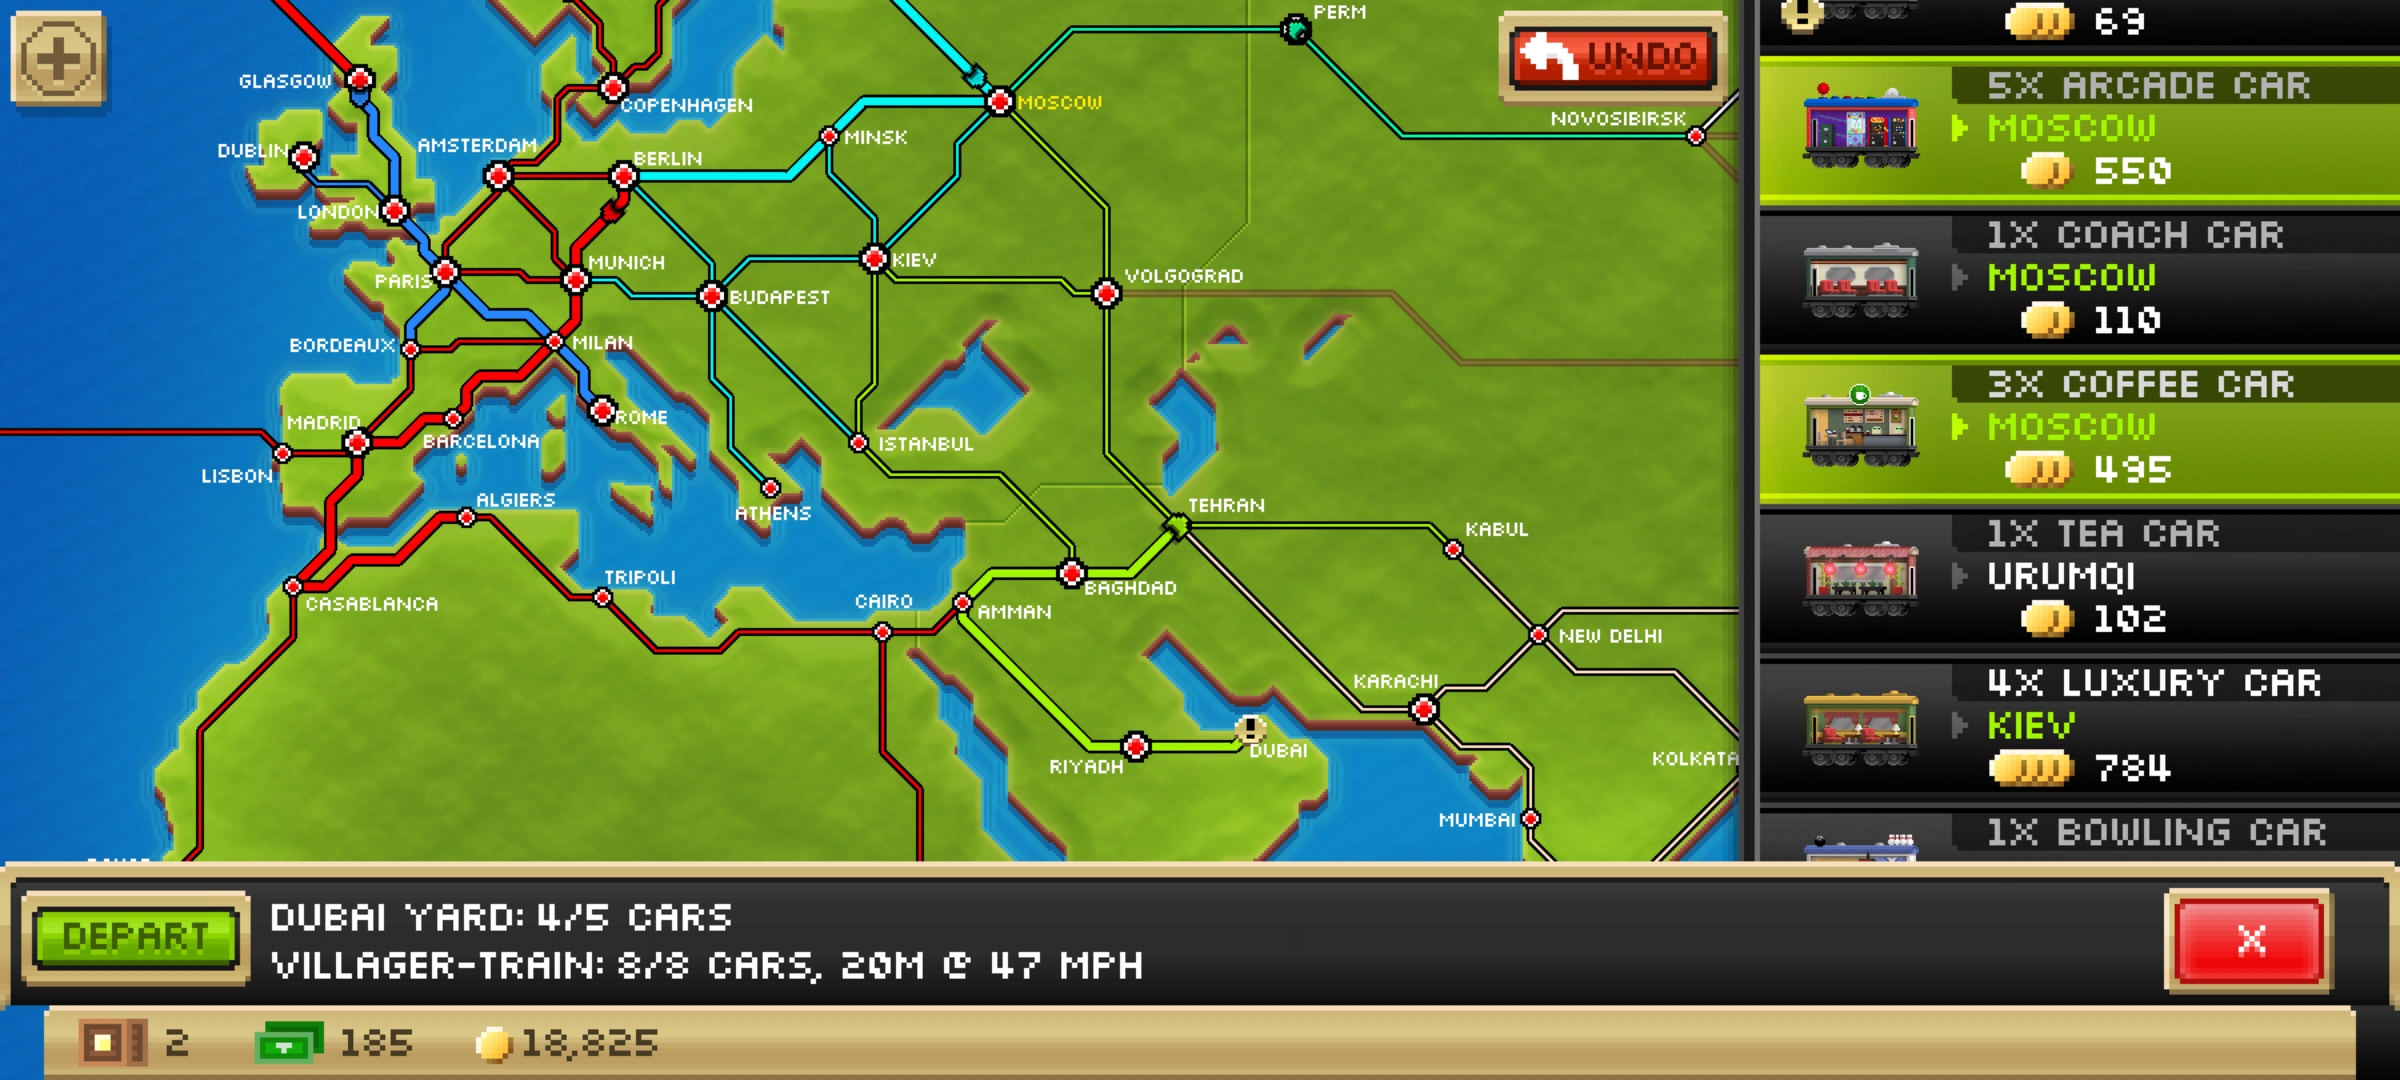 PERM
69
UNDO
GLASGOW
5X ARCADE CAR
COPENHAGEN
MOSCOW
MOSCOW
NOVOSIBIRSK
MINSK
DUBLIN
AMSTERDAM
BERLIN
550
LONDON
1X COACH CAR
MUNICH
KIEV
PARIS
VOLGOGRAD
MOSCOW
BUDAPEST
110
BORDEAUX
MILAN
3X COFFEE CAR
MADRID
ROME
MOSCOW
BARCELONA
ISTANBUL
LISBON
495
ALGIERS
ATHENS
TEHRAN
KABUL
1X TEA CAR
TRIPOLI
BAGHDAD
URUMQI
CASABLANCA
CAIRO
AMMAN
102
NEW DELHI
KARACHI
4X LUXURY CAR
KIEV
DUBAI
RIYADH
KOLKATA
784
MUMBAI
1X BOWLING CAR
DEPART
DUBAI YARD: 4/5 CARS
VILLAGER-TRAIN: 8/8 CARS, 20M @ 47 MPH
X
2
185
18,825